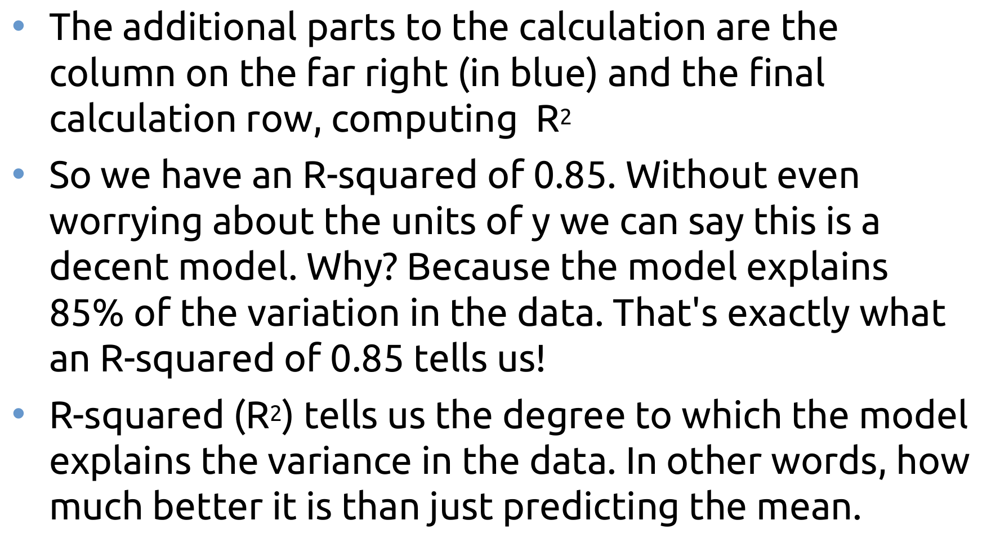 • The additional parts to the calculation are the
column on the far right (in blue) and the final
calculation row, computing  R²
• So we have an R-squared of 0.85. Without even
worrying about the units of y we can say this is a
decent model. Why? Because the model explains
85% of the variation in the data. That's exactly what
an R-squared of 0.85 tells us!
• R-squared (R²) tells us the degree to which the model
explains the variance in the data. In other words, how
much better it is than just predicting the mean.